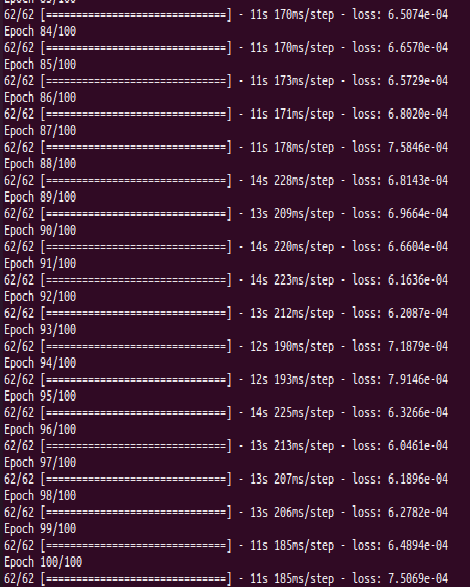 Epoch 83/100
62/62 [==============================] - 11s 170ms/step - loss: 6.5074e-04
Epoch 84/100
62/62 [==============================] - 11s 170ms/step - loss: 6.6570e-04
Epoch 85/100
62/62 [==============================] - 11s 173ms/step - loss: 6.5729e-04
Epoch 86/100
62/62 [==============================] - 11s 171ms/step - loss: 6.8020e-04
Epoch 87/100
62/62 [==============================] - 11s 178ms/step - loss: 7.5846e-04
Epoch 88/100
62/62 [==============================] - 14s 228ms/step - loss: 6.8143e-04
Epoch 89/100
62/62 [==============================] - 13s 209ms/step - loss: 6.9664e-04
Epoch 90/100
62/62 [==============================] - 14s 220ms/step - loss: 6.6604e-04
Epoch 91/100
62/62 [==============================] - 14s 223ms/step - loss: 6.1636e-04
Epoch 92/100
62/62 [==============================] - 13s 212ms/step - loss: 6.2087e-04
Epoch 93/100
62/62 [==============================] - 12s 190ms/step - loss: 7.1879e-04
Epoch 94/100
62/62 [==============================] - 12s 193ms/step - loss: 7.9146e-04
Epoch 95/100
62/62 [==============================] - 14s 225ms/step - loss: 6.3266e-04
Epoch 96/100
62/62 [==============================] - 13s 213ms/step - loss: 6.0461e-04
Epoch 97/100
62/62 [==============================] - 13s 207ms/step - loss: 6.1896e-04
Epoch 98/100
62/62 [==============================] - 13s 206ms/step - loss: 6.2782e-04
Epoch 99/100
62/62 [==============================] - 11s 185ms/step - loss: 6.4894e-04
Epoch 100/100
62/62 [==============================] - 11s 185ms/step - loss: 7.5069e-04